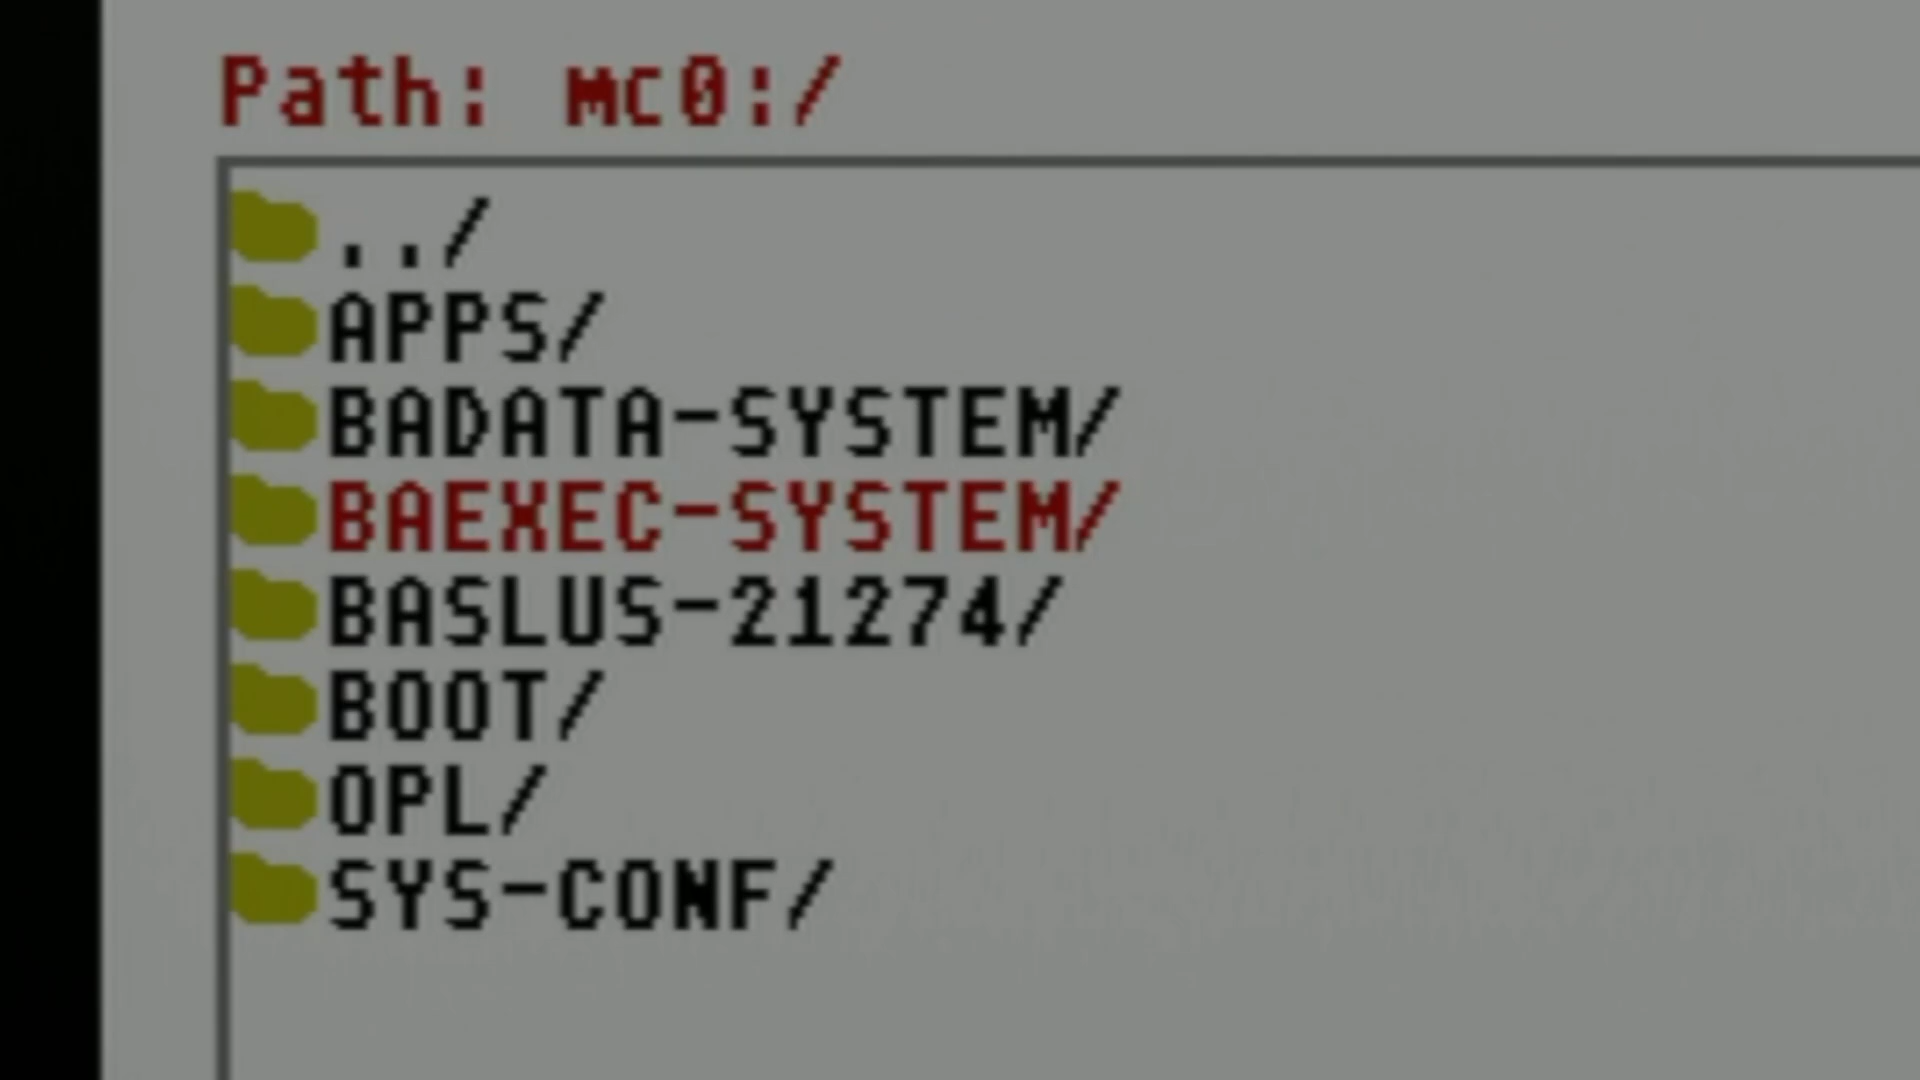 Path: mc0:/
../
APPS/
BADATA-SYSTEM/
BAEXEC-SYSTEM/
BASLUS-21274/
BOOT/
OPL/
SYS-CONF/